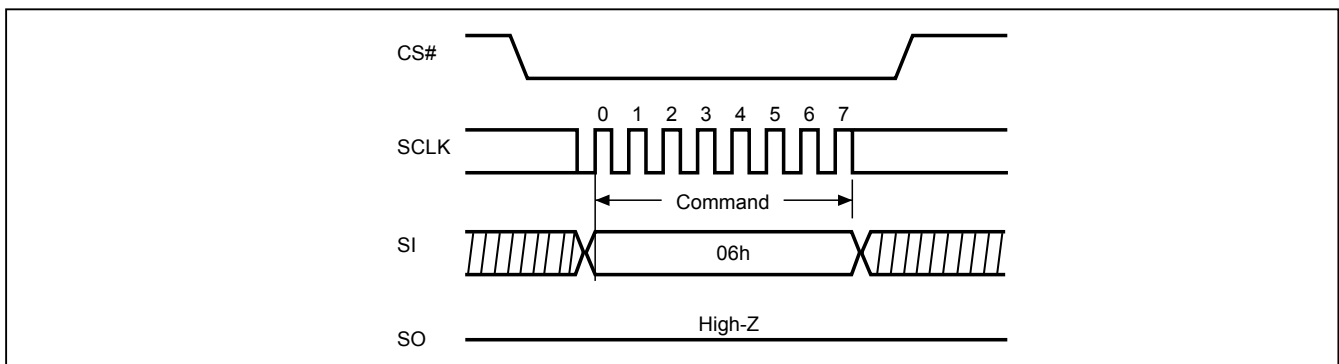 CS#
0 1 2 3 4 5 6 7
SCLK
Command
SI
06h
High-Z
SO